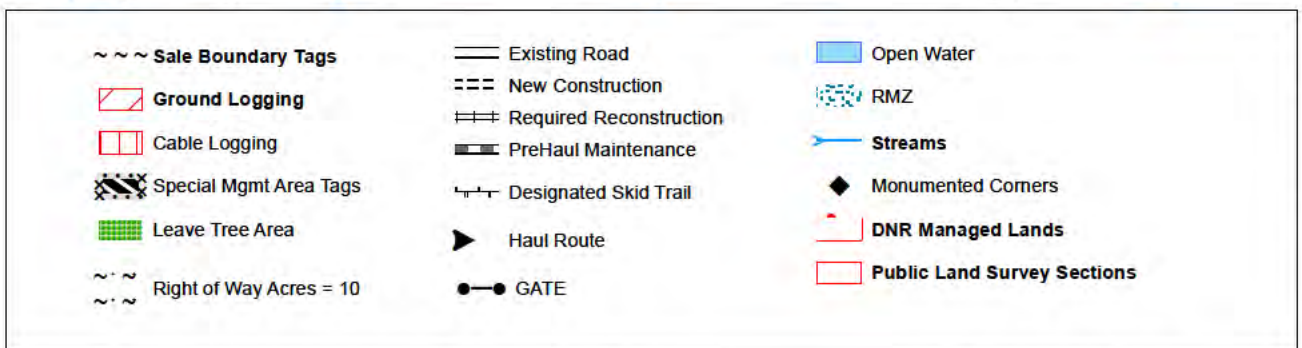 Sale Boundary Tags
Ground Logging
Cable Logging
Special Mgmt Area Tags
Leave Tree Area
Right of Way Acres = 10
Existing Road
New Construction
Required Reconstruction
PreHaul Maintenance
Designated Skid Trail
Haul Route
GATE
Open Water
RMZ
Streams
Monumented Corners
DNR Managed Lands
Public Land Survey Sections